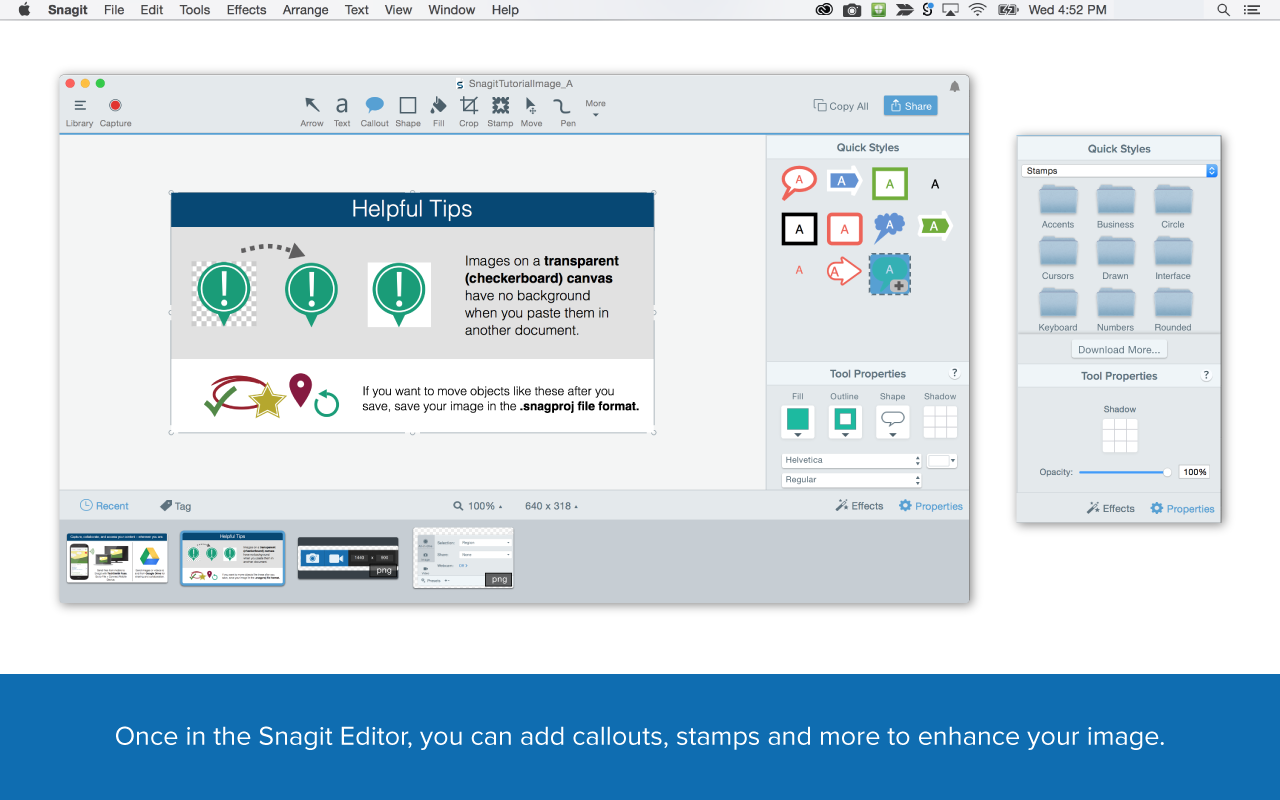 Snagit File Edit Tools Effects Arrange Text View Window Help
Wed 4:52 PM
SnagitTutorialImage_A
Library Capture
Arrow Text Callout Shape Fill Crop Stamp Move Pen
More
Copy All
Share
Quick Styles
A A A A
A A A A
A A A
Helpful Tips
Images on a transparent
(checkerboard) canvas
have no background
when you paste them in
another document.
If you want to move objects like these after you
save, save your image in the .snagproj file format.
Tool Properties ?
Fill Outline Shape Shadow
Helvetica
Regular
Recent
Tag
100%
640 x 318
Effects
Properties
Helpful Tips
png
png
Quick Styles
Stamps
Accents Business Circle
Cursors Drawn Interface
Keyboard Numbers Rounded
Download More...
Tool Properties ?
Shadow
Opacity: 100%
Effects Properties
Once in the Snagit Editor, you can add callouts, stamps and more to enhance your image.